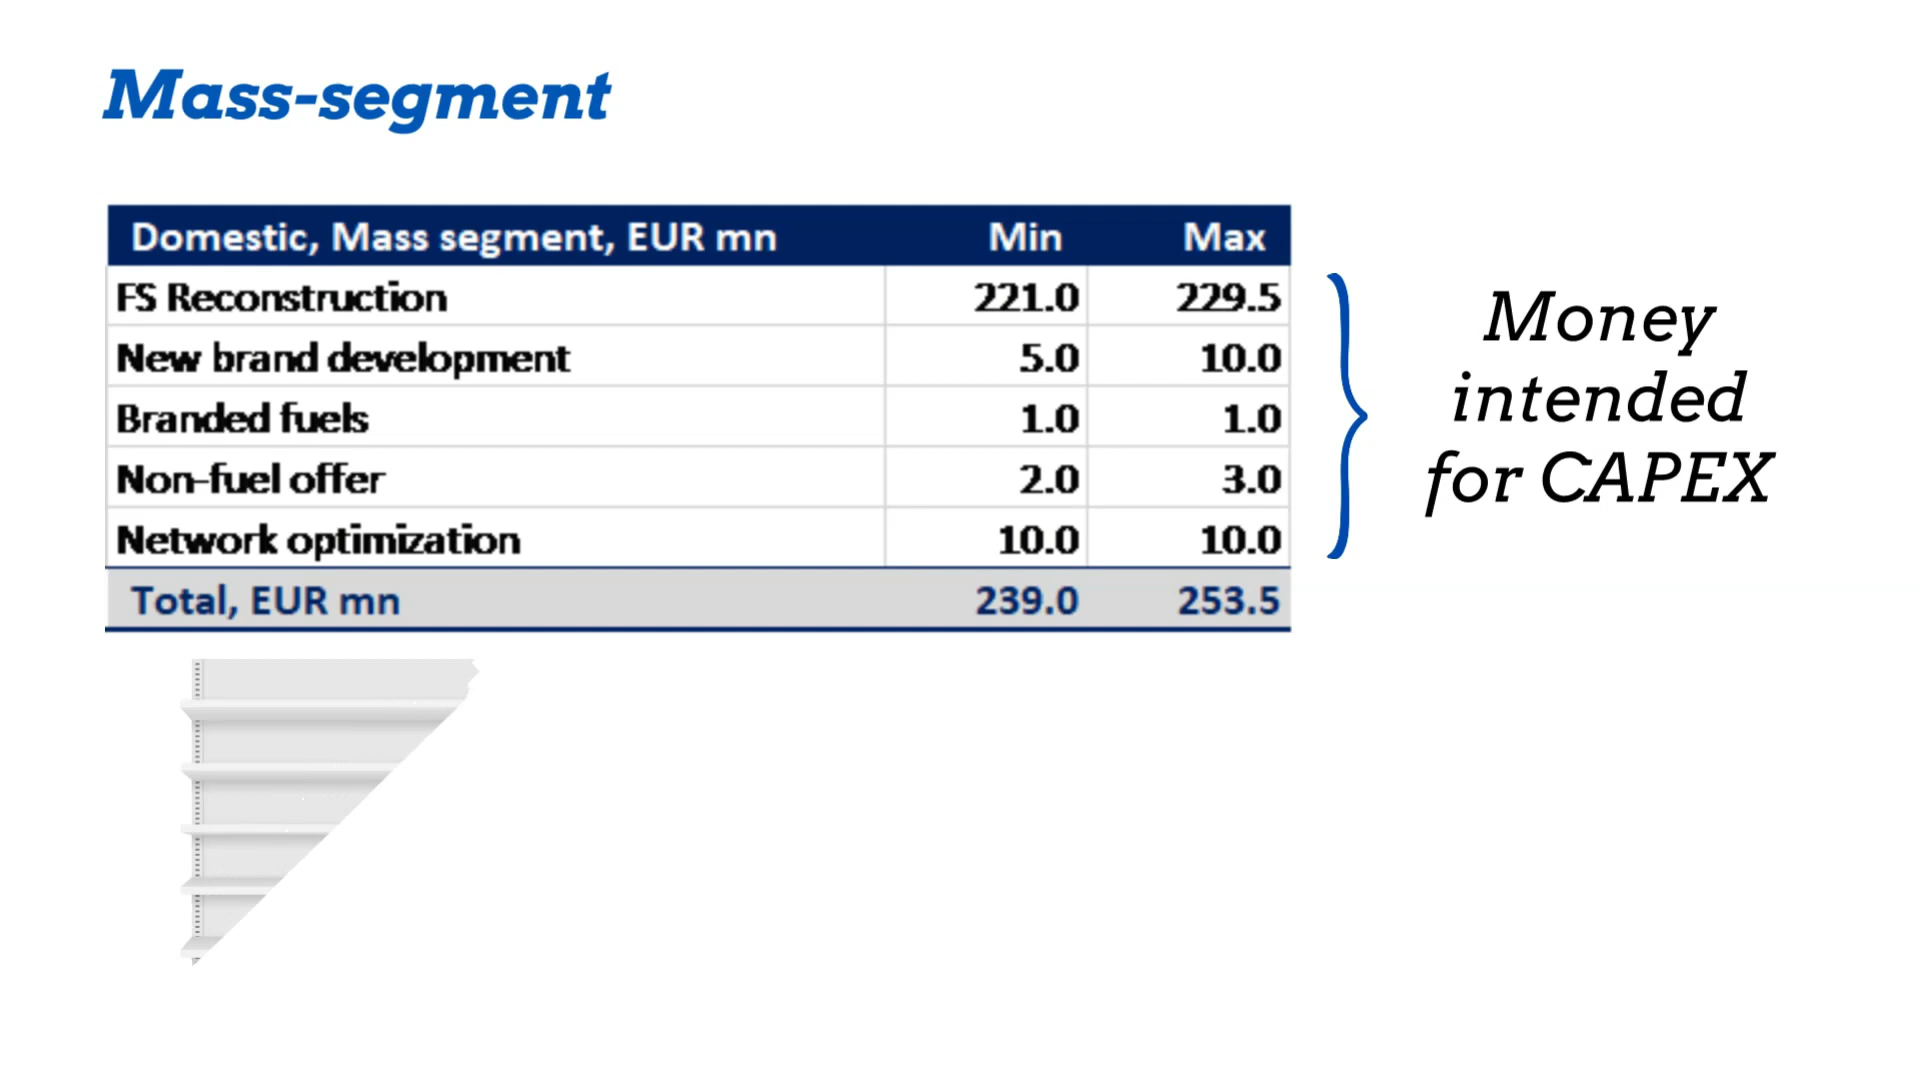 Mass-segment
Domestic, Mass segment, EUR mn Min Max
FS Reconstruction 221.0 229.5
New brand development 5.0 10.0
Branded fuels 1.0 1.0
Non-fuel offer 2.0 3.0
Network optimization 10.0 10.0
Total, EUR mn 239.0 253.5
Money
intended
for CAPEX